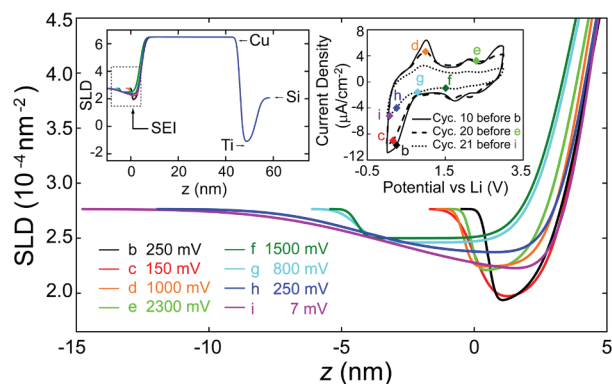 4.5
4.0
3.5
3.0
2.5
2.0
SLD (10⁻⁴ nm⁻²)
-15
-10
-5
0
5
z (nm)
6
4
2
0
-2
SLD
0
20
40
60
z (nm)
Cu
Si
Ti
SEI
8
4
0
-4
-8
-12
Current Density
(μA/cm⁻²)
-0.5
0.5
1.5
2.5
3.5
Potential vs Li (V)
d
e
h
g
f
i
c
b
Cyc. 10 before b
Cyc. 20 before e
Cyc. 21 before i
b 250 mV
c 150 mV
d 1000 mV
e 2300 mV
f 1500 mV
g 800 mV
h 250 mV
i 7 mV